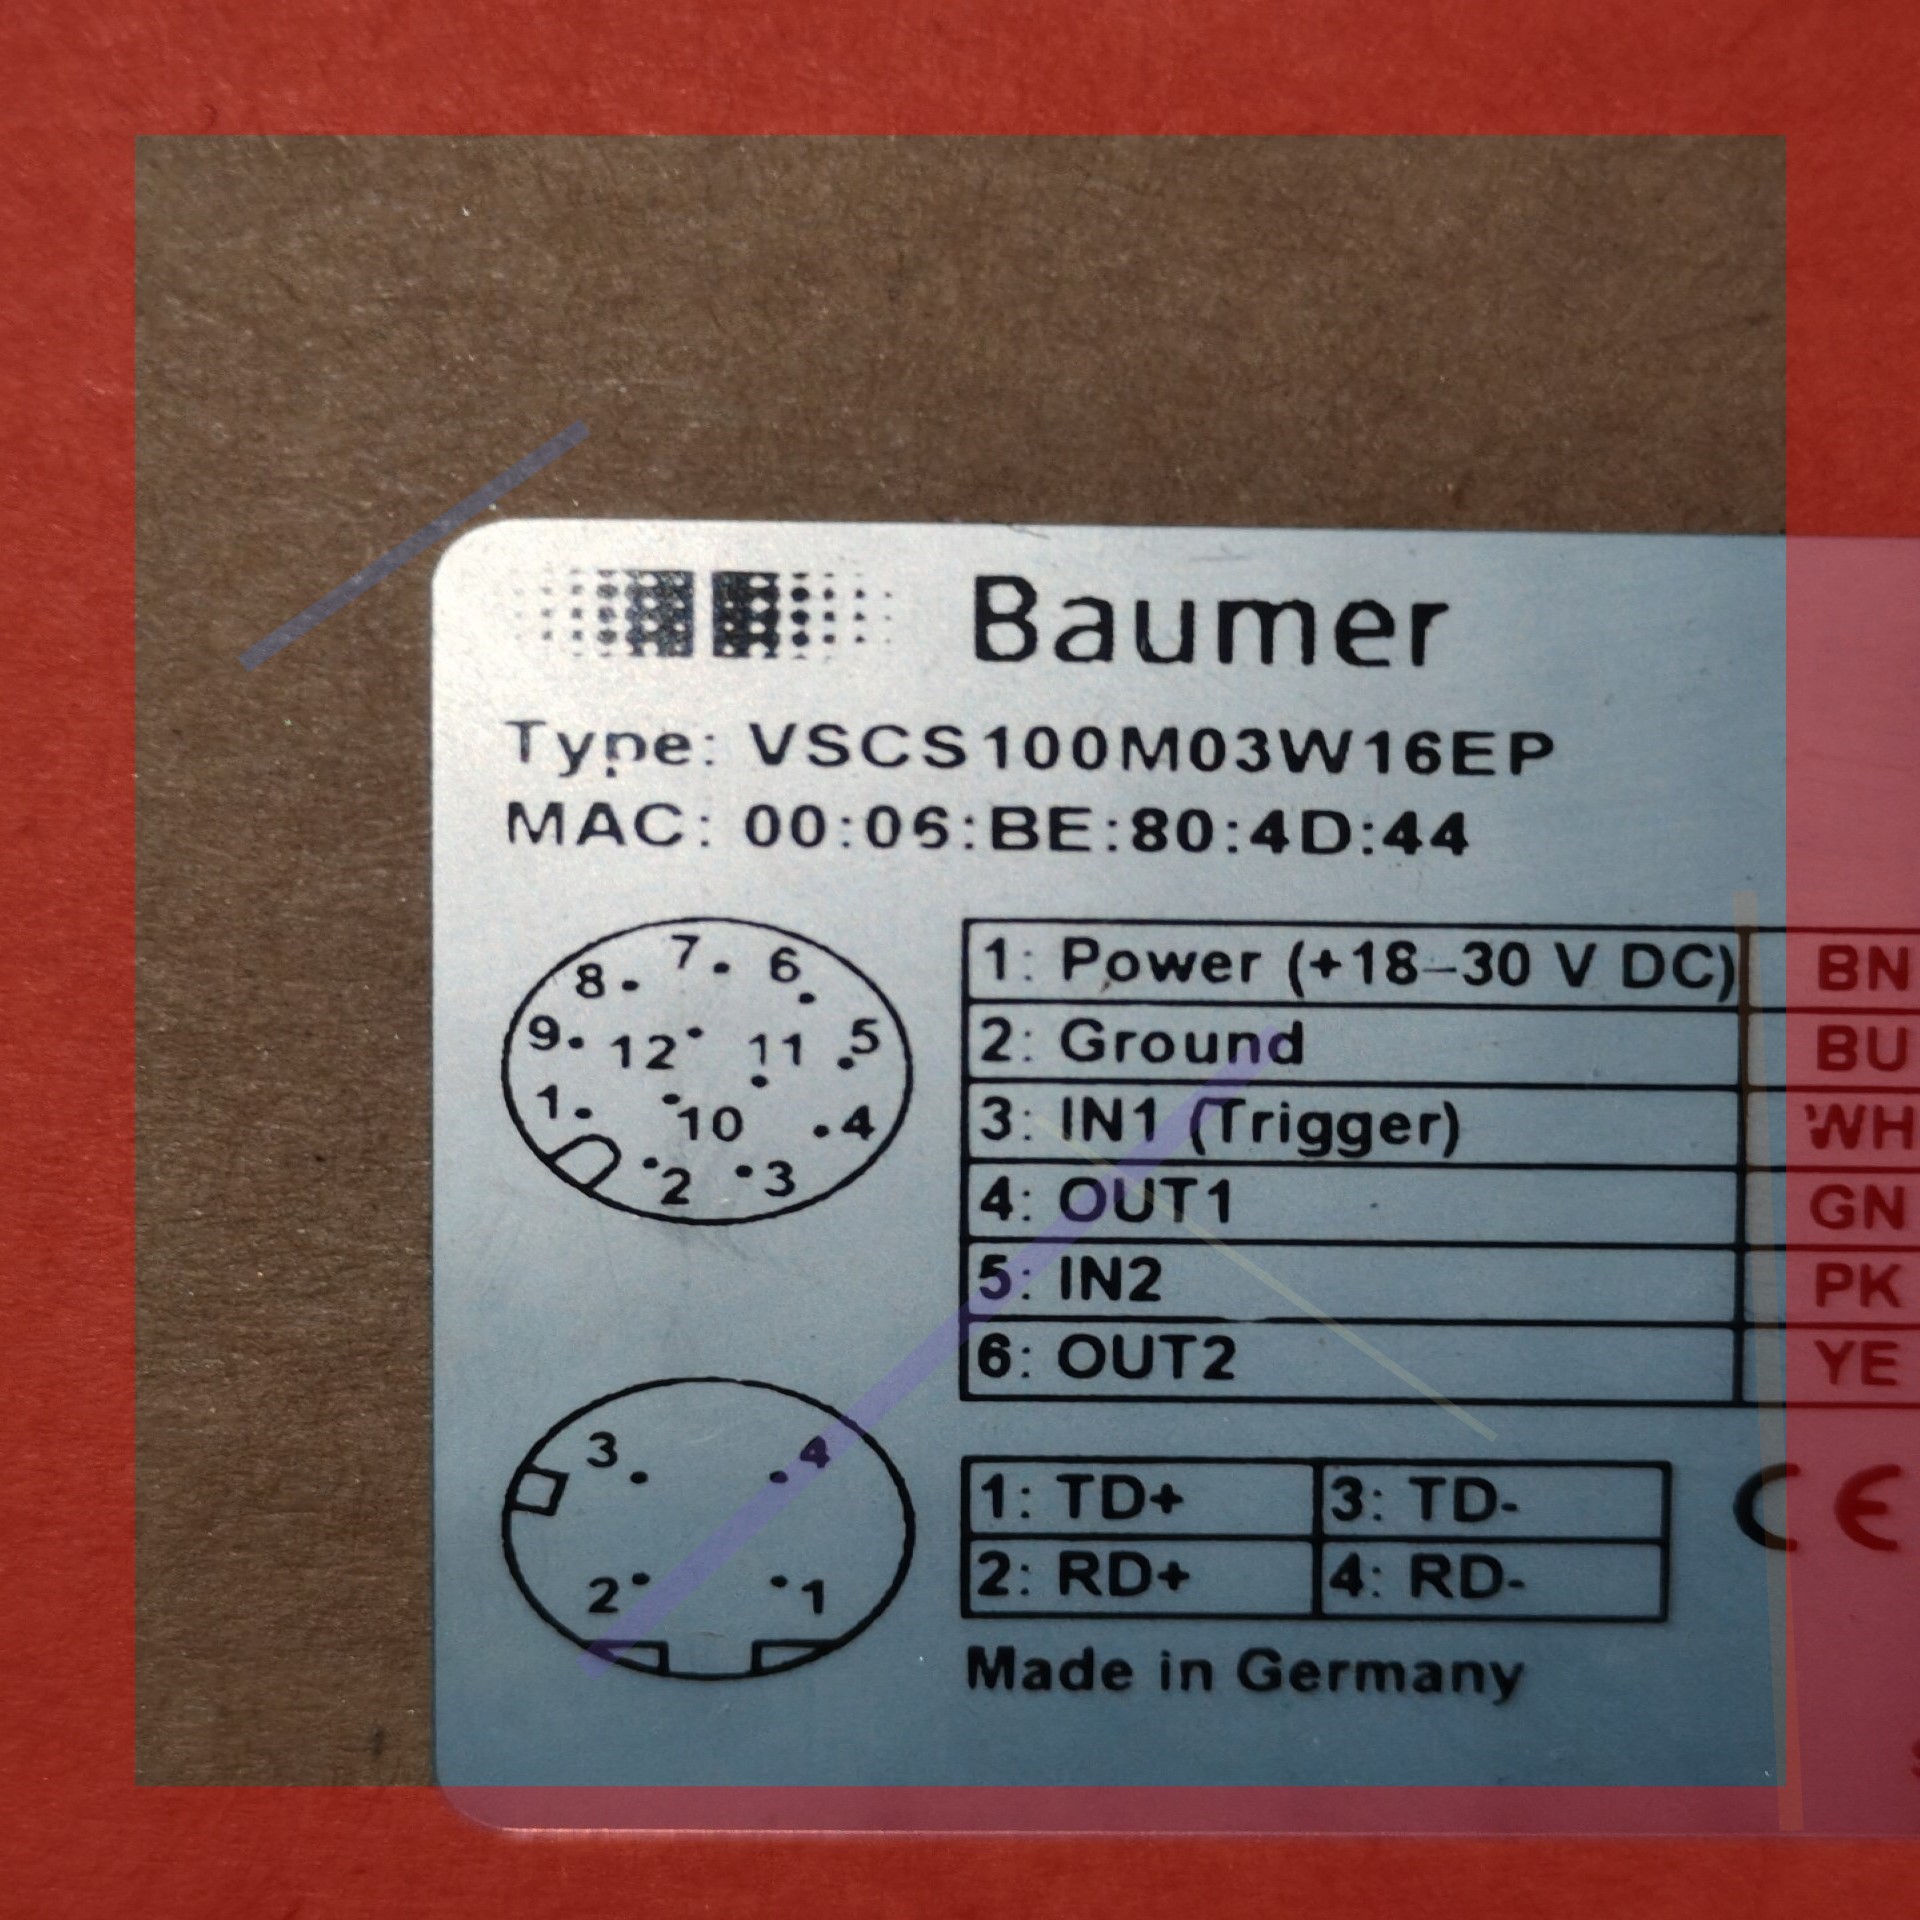 Baumer
Type: VSCS100M03W16EP
MAC: 00:06:BE:80:4D:44
7 6
8
9 12 11 5
1 10 4
2 3
1: Power (+18-30 V DC) BN
2: Ground BU
3: IN1 (Trigger) WH
4: OUT1 GN
5: IN2 PK
6: OUT2 YE
3 4
2 1
1: TD+ 3: TD-
2: RD+ 4: RD-
CE
Made in Germany